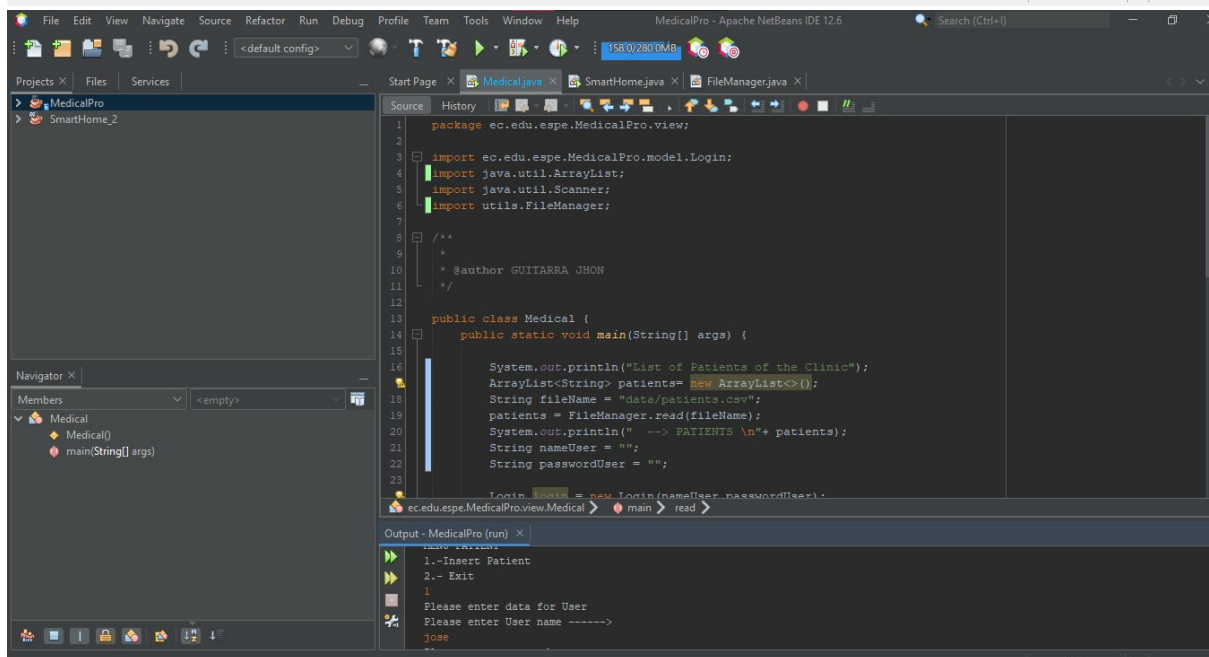 File Edit View Navigate Source Refactor Run Debug Profile Team Tools Window Help MedicalPro - Apache NetBeans IDE 12.6 Search (Ctrl+I)
<default config> 158.0/280.0MB
Projects Files Services
MedicalPro
SmartHome_2
Start Page Medical.java SmartHome.java FileManager.java
Source History
1 package ec.edu.espe.MedicalPro.view;
2
3 import ec.edu.espe.MedicalPro.model.Login;
4 import java.util.ArrayList;
5 import java.util.Scanner;
6 import utils.FileManager;
7
8 /**
9 *
10 * @author GUITARRA JHON
11 */
12
13 public class Medical {
14 public static void main(String[] args) {
15
16 System.out.println("List of Patients of the Clinic");
ArrayList<String> patients= new ArrayList<>();
18 String fileName = "data/patients.csv";
19 patients = FileManager.read(fileName);
20 System.out.println(" --> PATIENTS \n"+ patients);
21 String nameUser = "";
22 String passwordUser = "";
23
Login login = new Login(nameUser,passwordUser);
ec.edu.espe.MedicalPro.view.Medical main read
Navigator
Members <empty>
Medical
Medical()
main(String[] args)
Output - MedicalPro (run)
MENU PATIENT
1.-Insert Patient
2.- Exit
1
Please enter data for User
Please enter User name ------>
jose